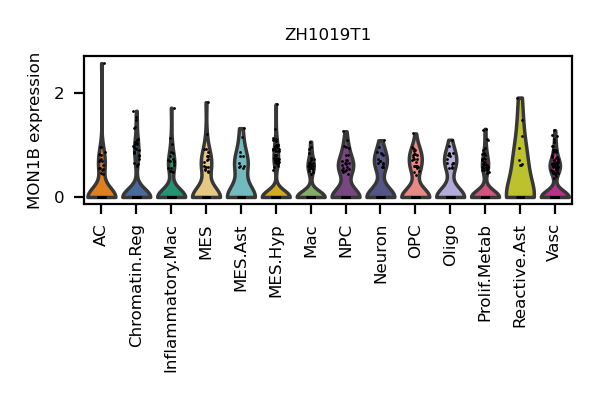 ZH1019T1
MON1B expression
2
0
AC
Chromatin.Reg
Inflammatory.Mac
MES
MES.Ast
MES.Hyp
Mac
NPC
Neuron
OPC
Oligo
Prolif.Metab
Reactive.Ast
Vasc